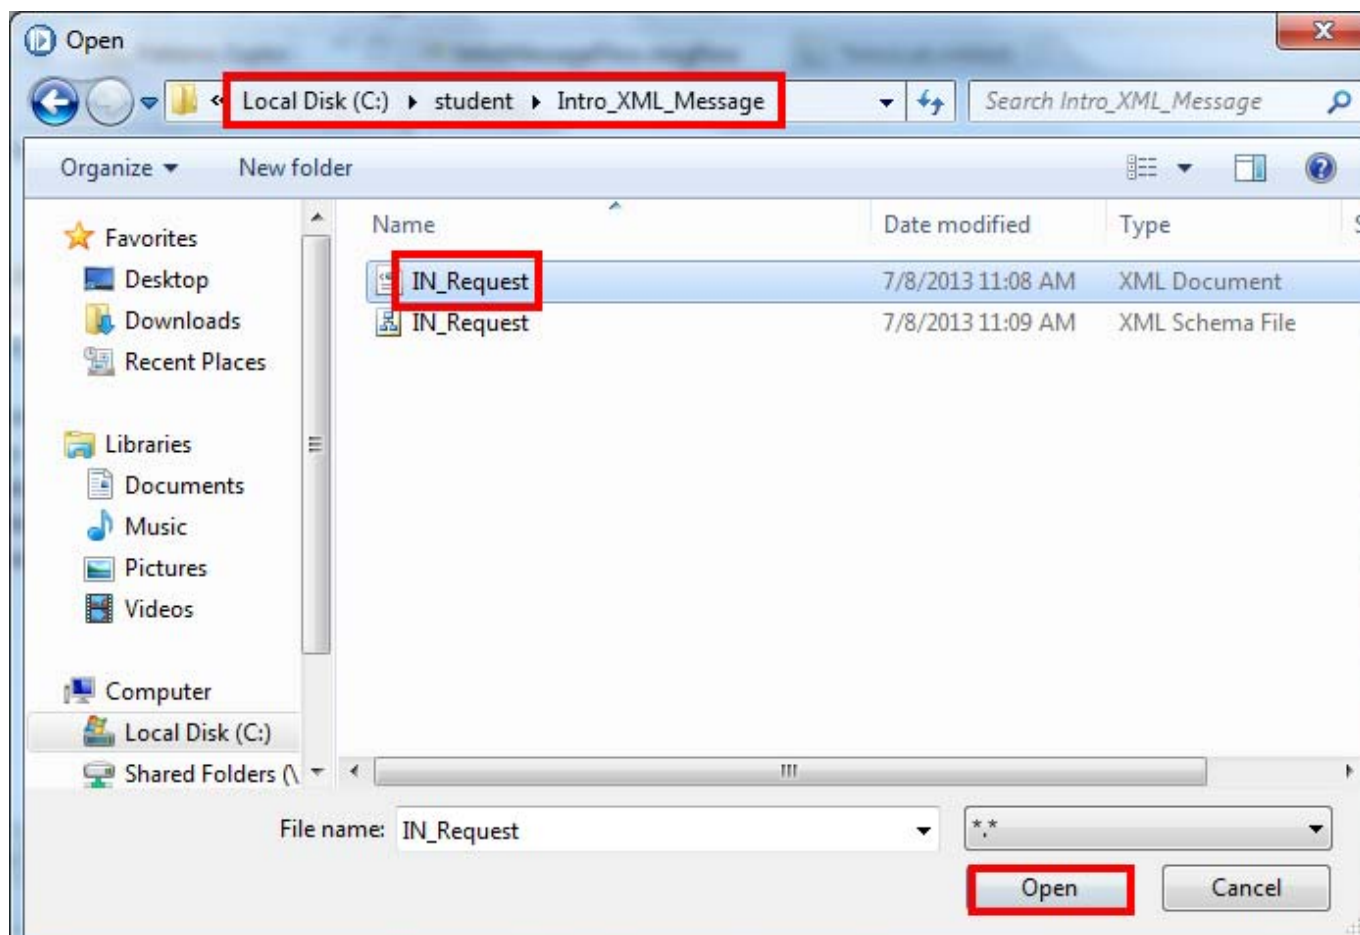 Open
« Local Disk (C:) ▸ student ▸ Intro_XML_Message
Search Intro_XML_Message
Organize
New folder
Name
Date modified
Type
Favorites
Desktop
Downloads
Recent Places
Libraries
Documents
Music
Pictures
Videos
Computer
Local Disk (C:)
Shared Folders (\
IN_Request 7/8/2013 11:08 AM XML Document
IN_Request 7/8/2013 11:09 AM XML Schema File
File name: IN_Request
*.*
Open
Cancel